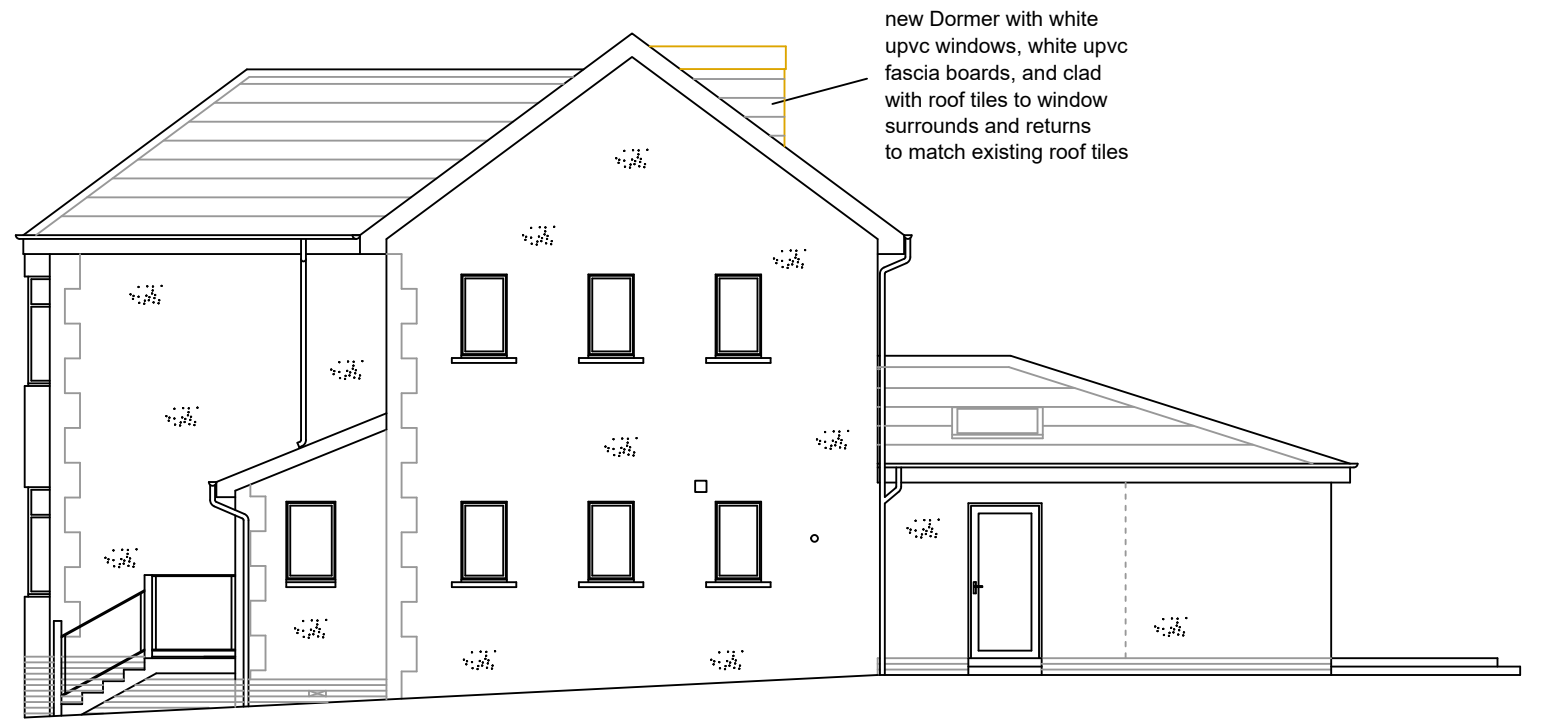 new Dormer with white
upvc windows, white upvc
fascia boards, and clad
with roof tiles to window
surrounds and returns
to match existing roof tiles